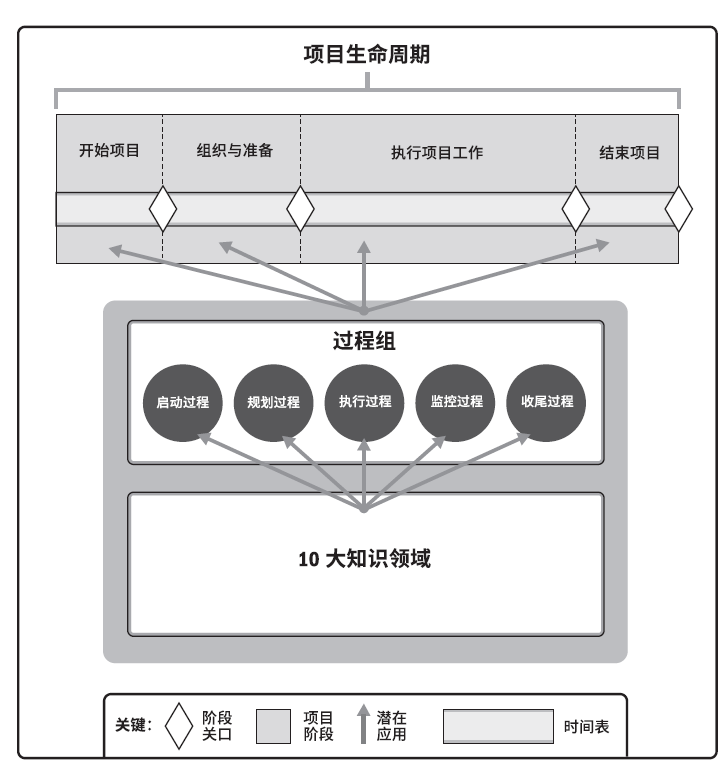 项目生命周期
开始项目 组织与准备 执行项目工作 结束项目
过程组
启动过程 规划过程 执行过程 监控过程 收尾过程
10 大知识领域
关键： 阶段 项目 潜在 时间表
关口 阶段 应用